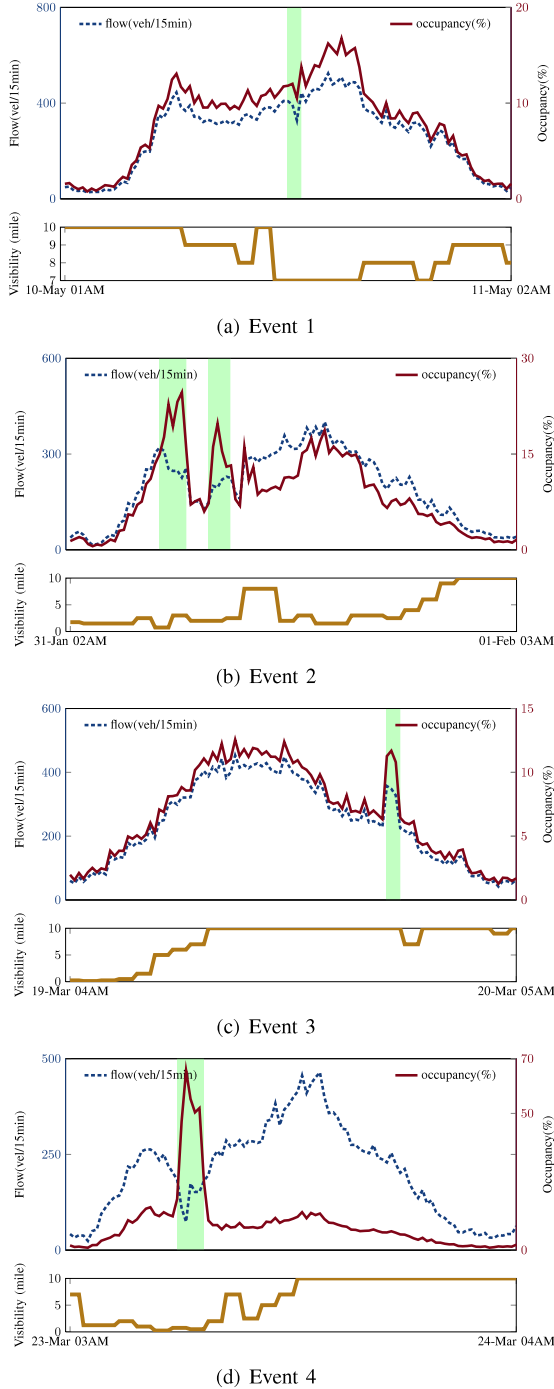 800
20
flow(veh/15min)
occupancy(%)
Flow(vel/15min)
400
10
Occupancy(%)
0
0
Visibility (mile)
10
9
8
7
10-May 01AM
11-May 02AM
(a) Event 1
600
30
flow(veh/15min)
occupancy(%)
Flow(vel/15min)
300
15
Occupancy(%)
0
0
Visibility (mile)
10
5
0
31-Jan 02AM
01-Feb 03AM
(b) Event 2
600
15
flow(veh/15min)
occupancy(%)
Flow(vel/15min)
400
10
Occupancy(%)
200
5
0
0
Visibility (mile)
10
5
0
19-Mar 04AM
20-Mar 05AM
(c) Event 3
500
70
flow(veh/15min)
occupancy(%)
50
Flow(vel/15min)
250
Occupancy(%)
0
0
Visibility (mile)
10
5
0
23-Mar 03AM
24-Mar 04AM
(d) Event 4